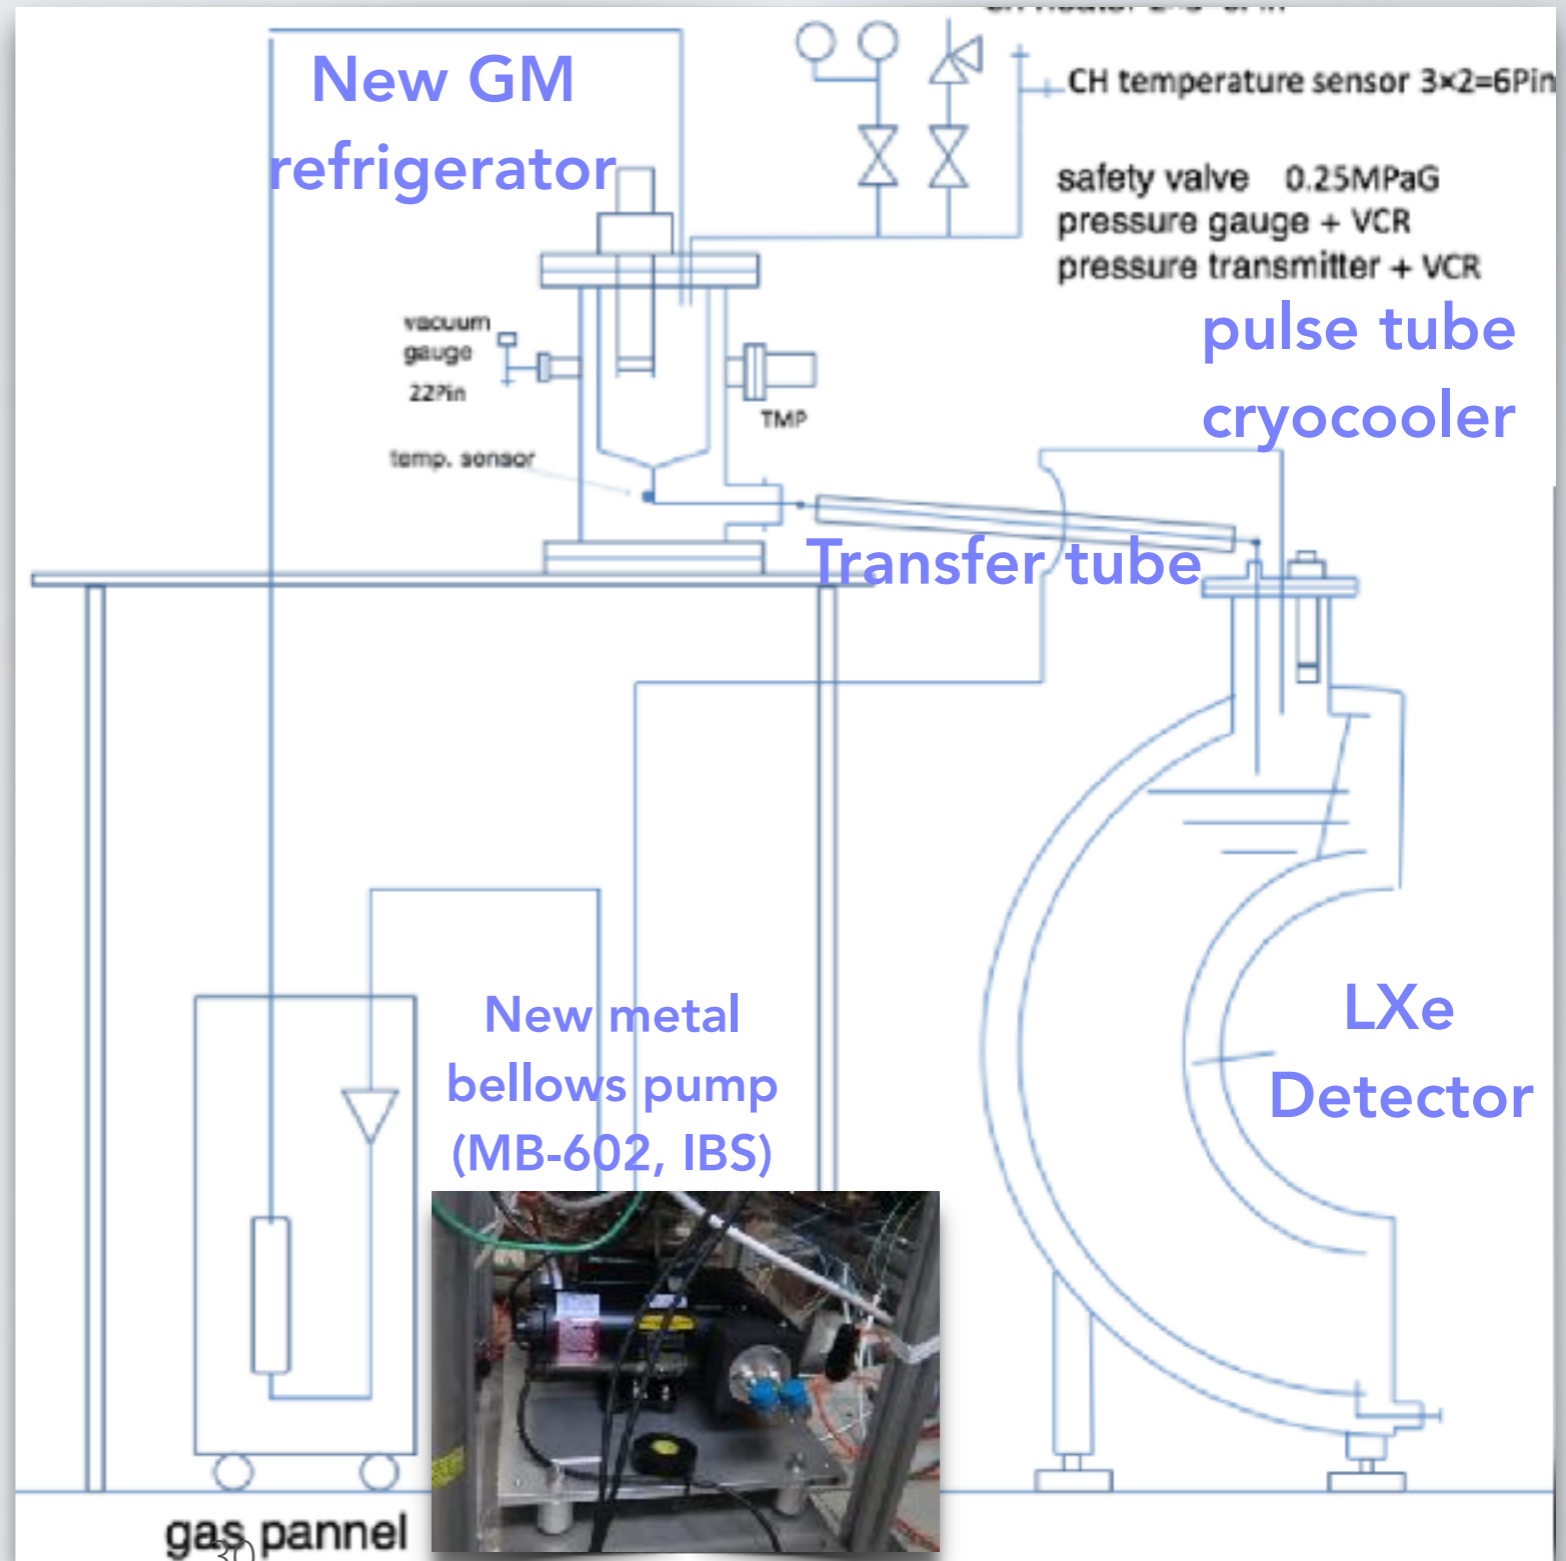 New GM
refrigerator
CH temperature sensor 3×2=6Pin
safety valve 0.25MPaG
pressure gauge + VCR
pressure transmitter + VCR
pulse tube
cryocooler
vacuum
gauge
22Pin
TMP
temp. sensor
Transfer tube
New metal
bellows pump
(MB-602, IBS)
LXe
Detector
gas pannel
30